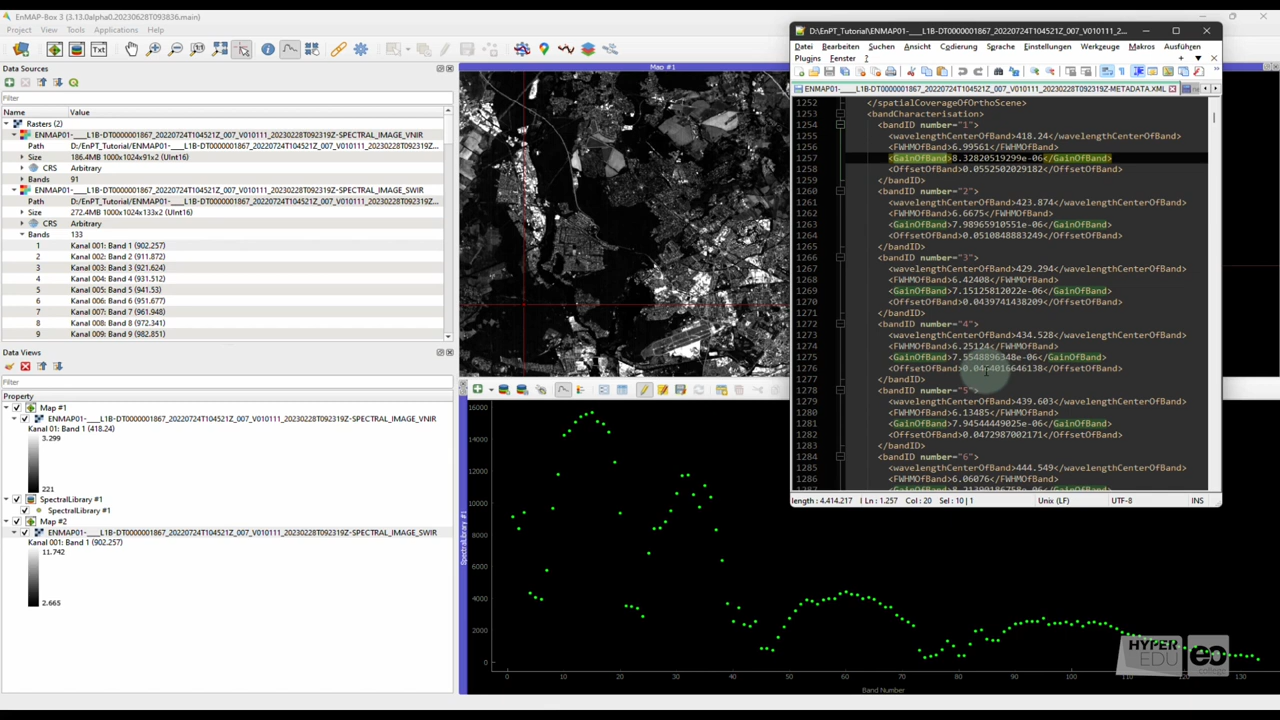 EnMAP-Box 3 (3.13.0alpha0.20230628T093836.main)
Project View Tools Applications Help
Data Sources
Filter
Name Value
Rasters (2)
ENMAP01-____L1B-DT0000001867_20220724T104521Z_007_V010111_20230228T092319Z-SPECTRAL_IMAGE_VNIR
Path D:/EnPT_Tutorial/ENMAP01-____L1B-DT0000001867_20220724T104521Z_007_V010111_2...
Size 186.4MB 1000x1024x91x2 (UInt16)
CRS Arbitrary
Bands 91
ENMAP01-____L1B-DT0000001867_20220724T104521Z_007_V010111_20230228T092319Z-SPECTRAL_IMAGE_SWIR
Path D:/EnPT_Tutorial/ENMAP01-____L1B-DT0000001867_20220724T104521Z_007_V010111_2...
Size 272.4MB 1000x1024x133x2 (UInt16)
CRS Arbitrary
Bands 133
1 Kanal 001: Band 1 (902.257)
2 Kanal 002: Band 2 (911.872)
3 Kanal 003: Band 3 (921.624)
4 Kanal 004: Band 4 (931.512)
5 Kanal 005: Band 5 (941.53)
6 Kanal 006: Band 6 (951.677)
7 Kanal 007: Band 7 (961.948)
8 Kanal 008: Band 8 (972.341)
9 Kanal 009: Band 9 (982.851)
Data Views
Filter
Property
Map #1
ENMAP01-____L1B-DT0000001867_20220724T104521Z_007_V010111_20230228T092319Z-SPECTRAL_IMAGE_VNIR
Kanal 01: Band 1 (418.24)
3.299
221
SpectralLibrary #1
SpectralLibrary #1
Map #2
ENMAP01-____L1B-DT0000001867_20220724T104521Z_007_V010111_20230228T092319Z-SPECTRAL_IMAGE_SWIR
Kanal 001: Band 1 (902.257)
11.742
2.665
Map #1
SpectralLibrary #1
16000
14000
12000
10000
8000
6000
4000
2000
0
0 10 20 30 40 50 60 70 80 90 100 110 120 130
Band Number
D:\EnPT_Tutorial\ENMAP01-____L1B-DT0000001867_20220724T104521Z_007_V010111_2...
Datei Bearbeiten Suchen Ansicht Codierung Sprache Einstellungen Werkzeuge Makros Ausführen
Plugins Fenster ?
ENMAP01-____L1B-DT0000001867_20220724T104521Z_007_V010111_20230228T092319Z-METADATA.XML
1252 </spatialCoverageOfOrthoScene>
1253 <bandCharacterisation>
1254 <bandID number="1">
1255 <wavelengthCenterOfBand>418.24</wavelengthCenterOfBand>
1256 <FWHMOfBand>6.99561</FWHMOfBand>
1257 <GainOfBand>8.32820519299e-06</GainOfBand>
1258 <OffsetOfBand>0.0552502029182</OffsetOfBand>
1259 </bandID>
1260 <bandID number="2">
1261 <wavelengthCenterOfBand>423.874</wavelengthCenterOfBand>
1262 <FWHMOfBand>6.6675</FWHMOfBand>
1263 <GainOfBand>7.98965910551e-06</GainOfBand>
1264 <OffsetOfBand>0.0510848883249</OffsetOfBand>
1265 </bandID>
1266 <bandID number="3">
1267 <wavelengthCenterOfBand>429.294</wavelengthCenterOfBand>
1268 <FWHMOfBand>6.42408</FWHMOfBand>
1269 <GainOfBand>7.15125812022e-06</GainOfBand>
1270 <OffsetOfBand>0.0439741438209</OffsetOfBand>
1271 </bandID>
1272 <bandID number="4">
1273 <wavelengthCenterOfBand>434.528</wavelengthCenterOfBand>
1274 <FWHMOfBand>6.25124</FWHMOfBand>
1275 <GainOfBand>7.5548896348e-06</GainOfBand>
1276 </OffsetOfBand>
1277 </bandID>
1278 <bandID number="5">
1279 <wavelengthCenterOfBand>439.603</wavelengthCenterOfBand>
1280 <FWHMOfBand>6.13485</FWHMOfBand>
1281 <GainOfBand>7.94544449025e-06</GainOfBand>
1282 <OffsetOfBand>0.0472987002171</OffsetOfBand>
1283 </bandID>
1284 <bandID number="6">
1285 <wavelengthCenterOfBand>444.549</wavelengthCenterOfBand>
1286 <FWHMOfBand>6.06076</FWHMOfBand>
length : 4.414.217 Ln : 1.257 Col : 20 Sel : 10 | 1 Unix (LF) UTF-8 INS
HYPER
EDU
eo